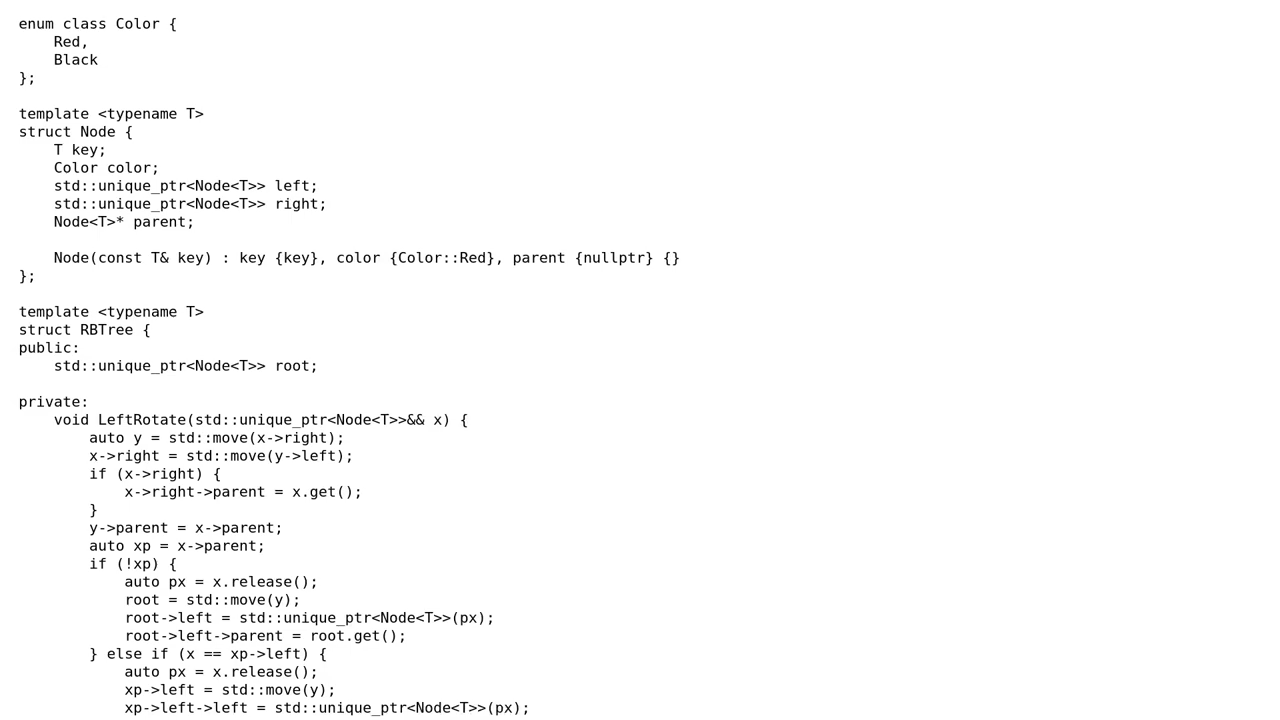 enum class Color {
    Red,
    Black
};

template <typename T>
struct Node {
    T key;
    Color color;
    std::unique_ptr<Node<T>> left;
    std::unique_ptr<Node<T>> right;
    Node<T>* parent;

    Node(const T& key) : key {key}, color {Color::Red}, parent {nullptr} {}
};

template <typename T>
struct RBTree {
public:
    std::unique_ptr<Node<T>> root;

private:
    void LeftRotate(std::unique_ptr<Node<T>>&& x) {
        auto y = std::move(x->right);
        x->right = std::move(y->left);
        if (x->right) {
            x->right->parent = x.get();
        }
        y->parent = x->parent;
        auto xp = x->parent;
        if (!xp) {
            auto px = x.release();
            root = std::move(y);
            root->left = std::unique_ptr<Node<T>>(px);
            root->left->parent = root.get();
        } else if (x == xp->left) {
            auto px = x.release();
            xp->left = std::move(y);
            xp->left->left = std::unique_ptr<Node<T>>(px);